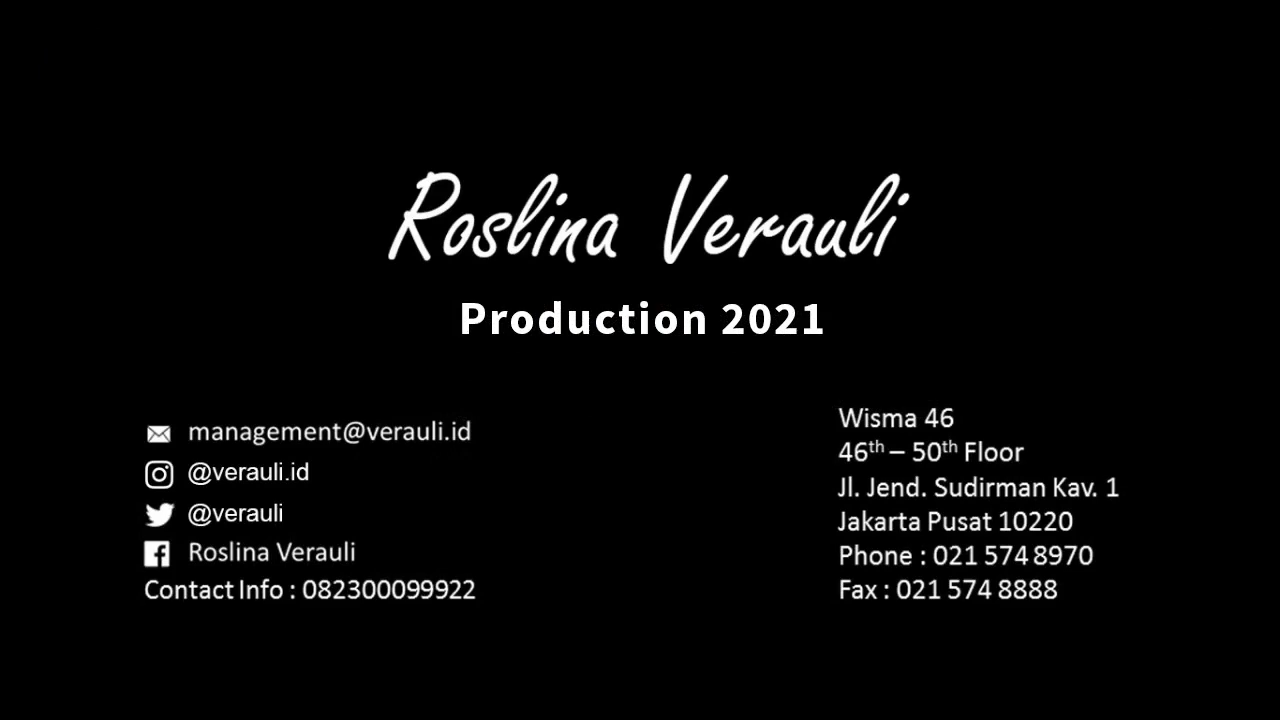 Roslina Verauli
Production 2021
management@verauli.id
@verauli.id
@verauli
Roslina Verauli
Contact Info : 082300099922
Wisma 46
46th – 50th Floor
Jl. Jend. Sudirman Kav. 1
Jakarta Pusat 10220
Phone : 021 574 8970
Fax : 021 574 8888